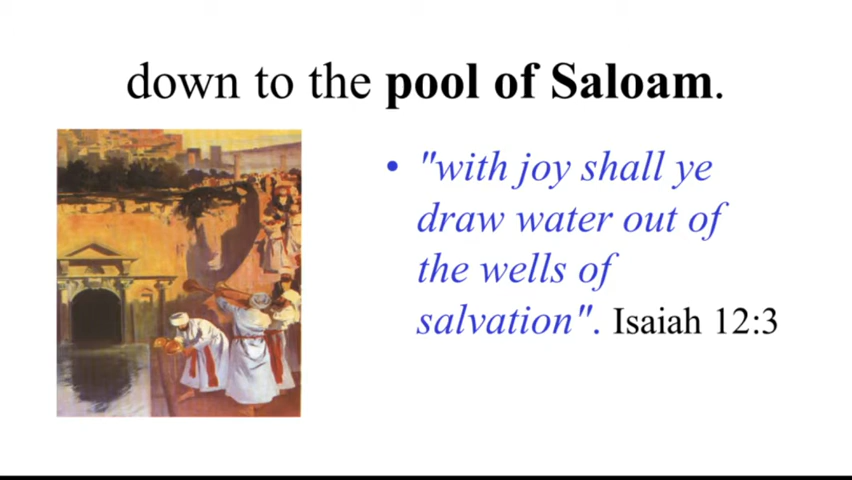 down to the pool of Saloam.
• "with joy shall ye
draw water out of
the wells of
salvation". Isaiah 12:3